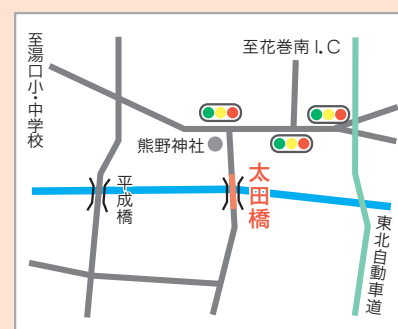 至湯口小・中学校
至花巻南I.C
熊野神社
平成橋
太田橋
東北自動車道